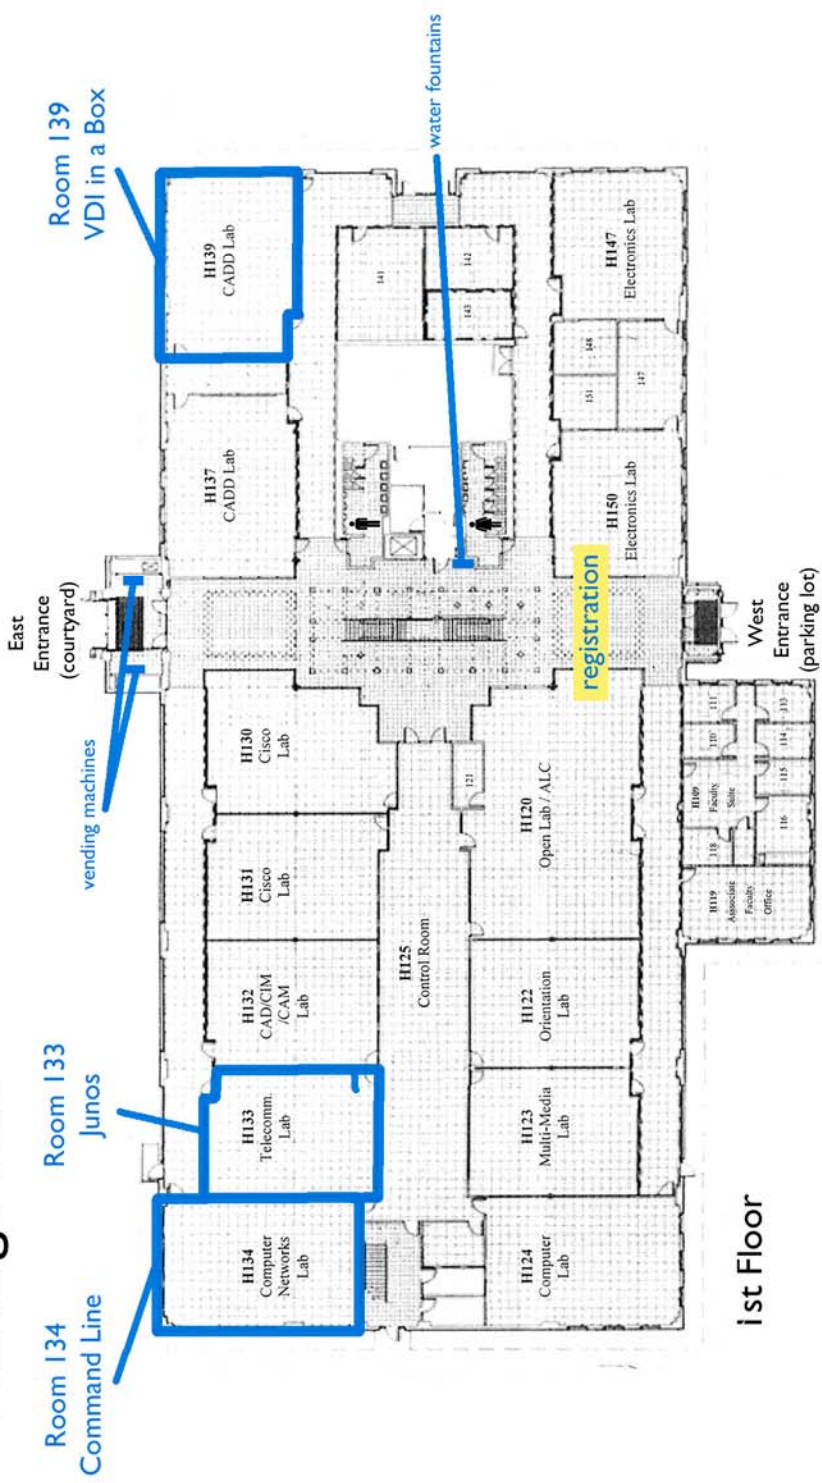 Room 134
Command Line
Room 133
Junos
East
Entrance
(courtyard)
vending machines
Room 139
VDI in a Box
H134
Computer
Networks
Lab
H133
Telecomm.
Lab
H132
CAD/CIM
/CAM
Lab
H131
Cisco
Lab
H130
Cisco
Lab
H137
CADD Lab
H139
CADD Lab
H125
Control Room
121
141
142
143
water fountains
H124
Computer
Lab
H123
Multi-Media
Lab
H122
Orientation
Lab
H120
Open Lab / ALC
registration
H150
Electronics Lab
151
148
147
H147
Electronics Lab
H119
Associate
Faculty
Office
118
H109
Faculty
Suite
110
111
116
115
114
113
West
Entrance
(parking lot)
1st Floor